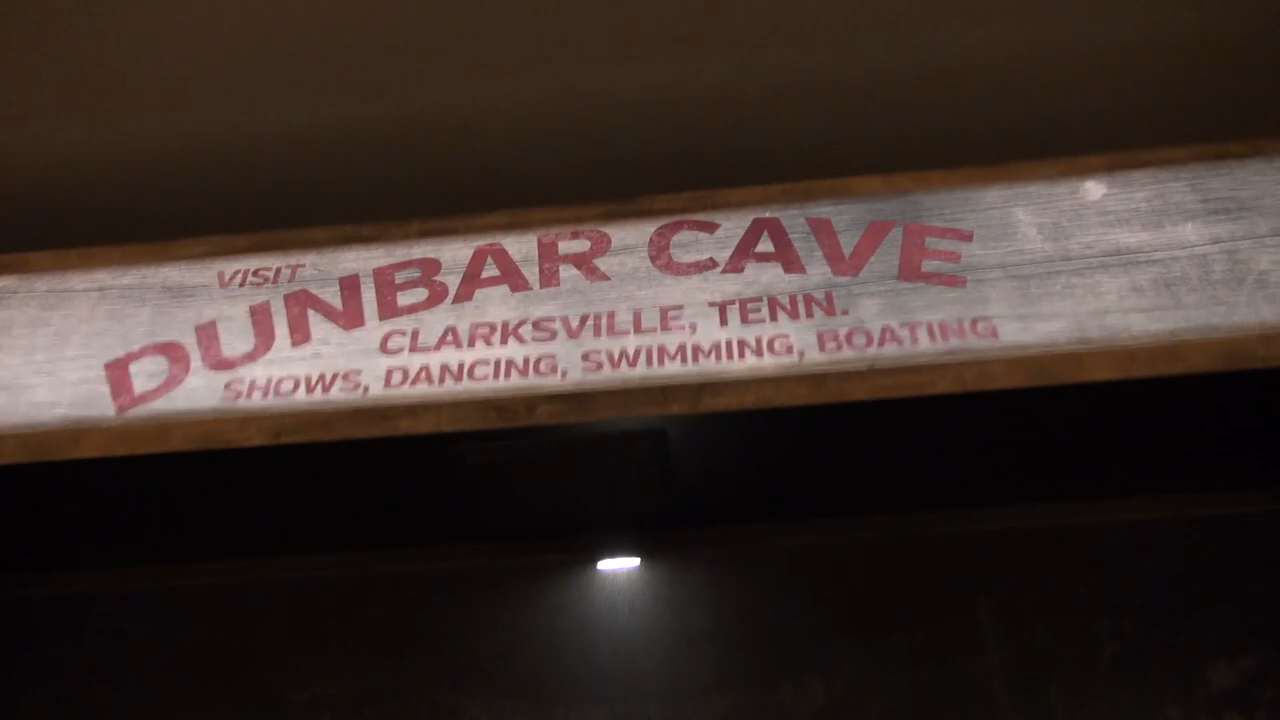 VISIT
DUNBAR CAVE
CLARKSVILLE, TENN.
SHOWS, DANCING, SWIMMING, BOATING